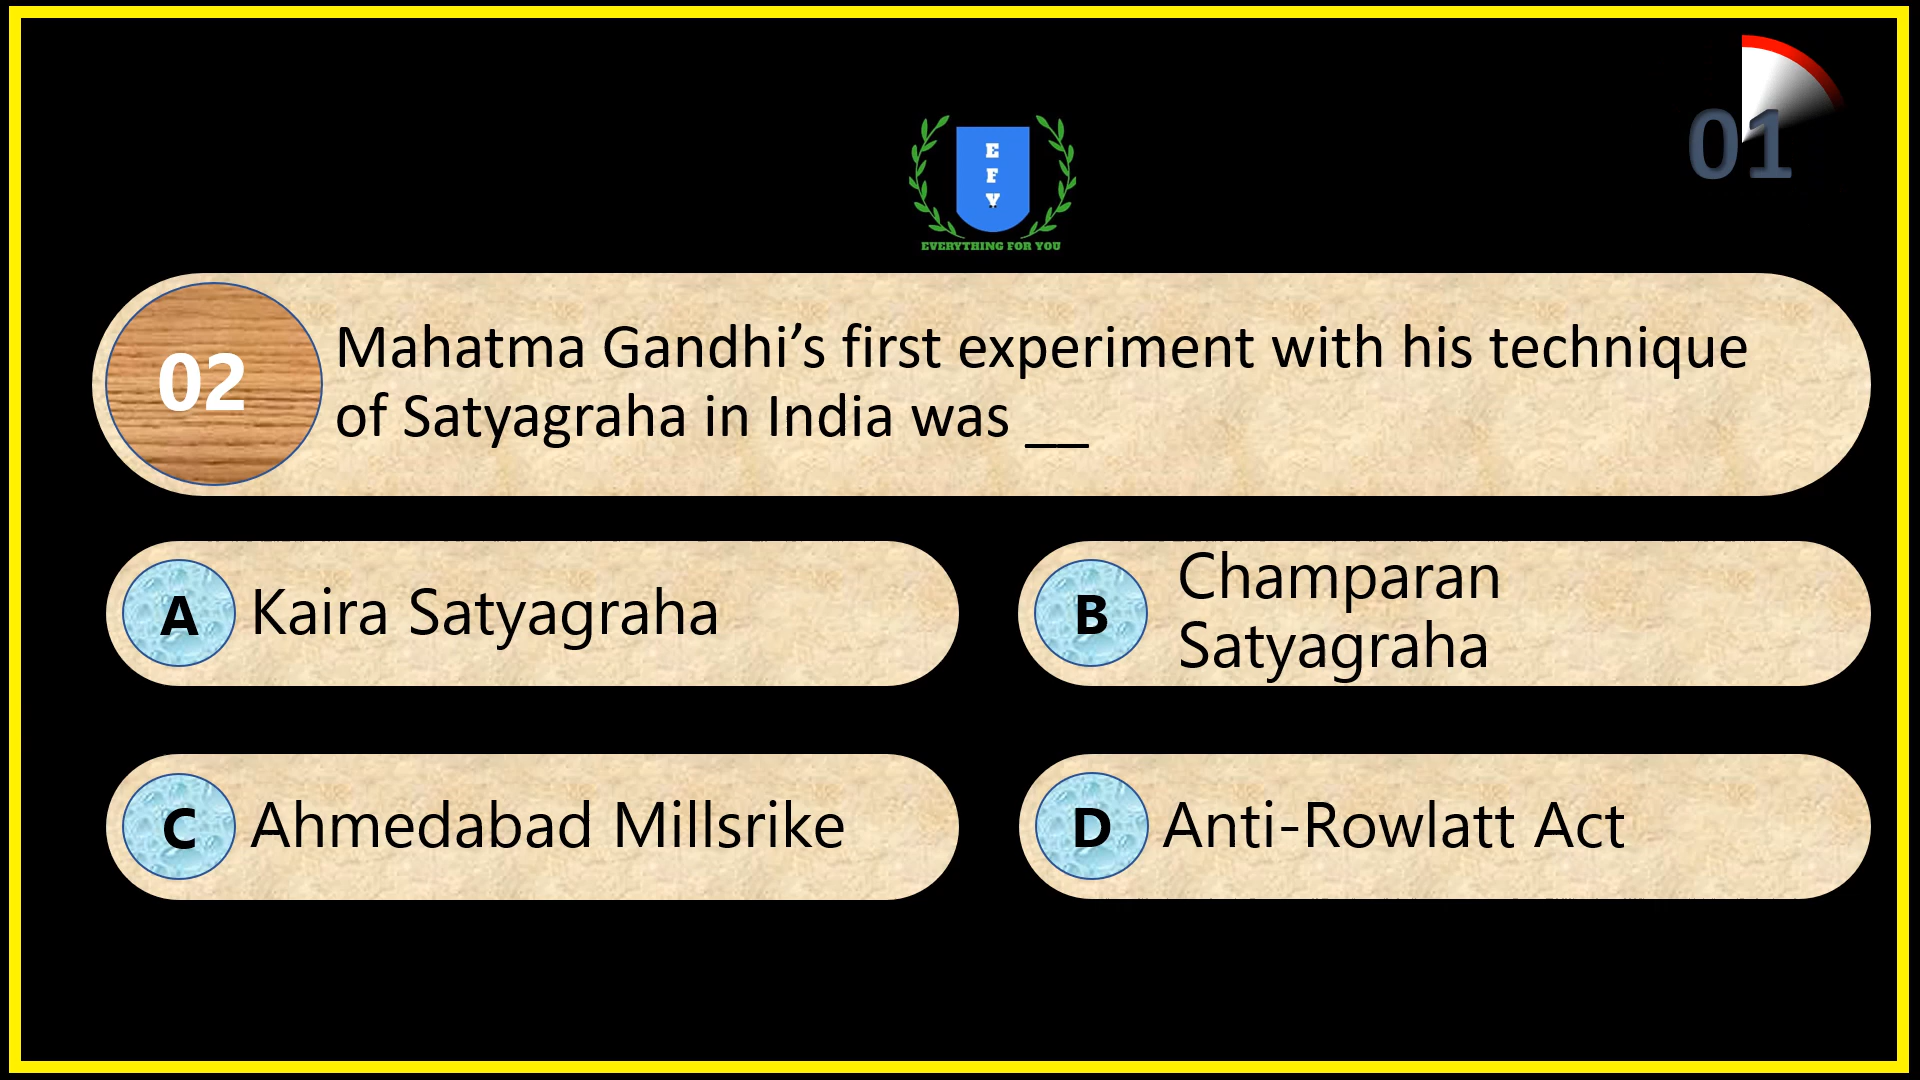 01
E
F
Y
EVERYTHING FOR YOU
02
Mahatma Gandhi’s first experiment with his technique
of Satyagraha in India was __
A
Kaira Satyagraha
B
Champaran
Satyagraha
C
Ahmedabad Millsrike
D
Anti-Rowlatt Act